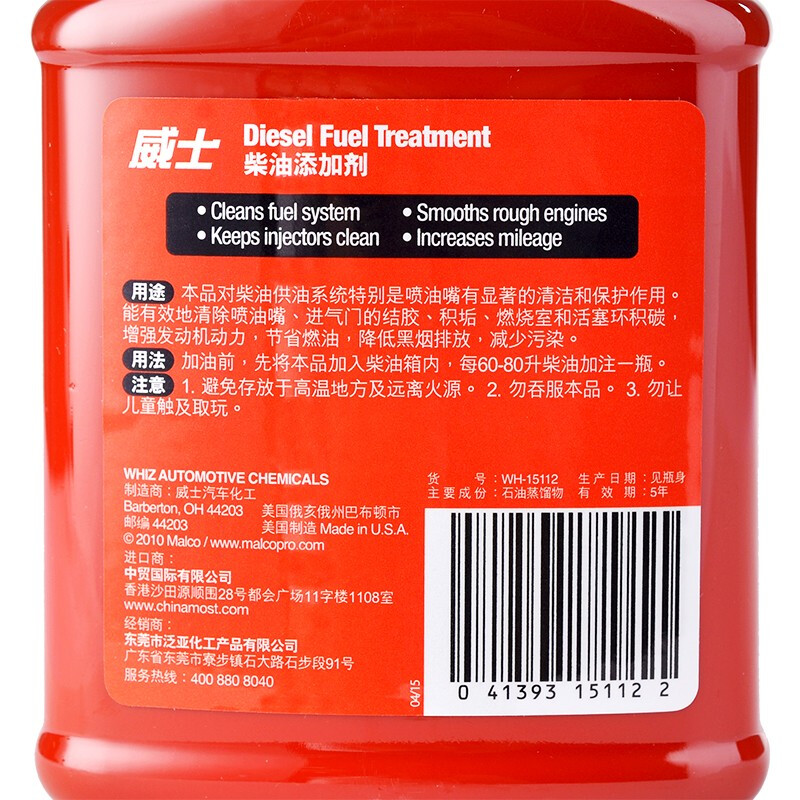 威士 Diesel Fuel Treatment
柴油添加剂
• Cleans fuel system • Smooths rough engines
• Keeps injectors clean • Increases mileage
用途 本品对柴油供油系统特别是喷油嘴有显著的清洁和保护作用。
能有效地清除喷油嘴、进气门的结胶、积垢、燃烧室和活塞环积碳，
增强发动机动力，节省燃油，降低黑烟排放，减少污染。
用法 加油前，先将本品加入柴油箱内，每60-80升柴油加注一瓶。
注意 1. 避免存放于高温地方及远离火源。 2. 勿吞服本品。 3. 勿让
儿童触及取玩。
WHIZ AUTOMOTIVE CHEMICALS
制造商：威士汽车化工
Barberton, OH 44203 美国俄亥俄州巴布顿市
邮编 44203 美国制造 Made in U.S.A.
© 2010 Malco / www.malcopro.com
进口商：
中贸国际有限公司
香港沙田源顺围28号都会广场11字楼1108室
www.chinamost.com
经销商：
东莞市泛亚化工产品有限公司
广东省东莞市寮步镇石大路石步段91号
服务热线：400 880 8040
04/15
货 号：WH-15112 生产日期：见瓶身
主要成份：石油蒸馏物 有 效 期：5年
0 41393 15112 2